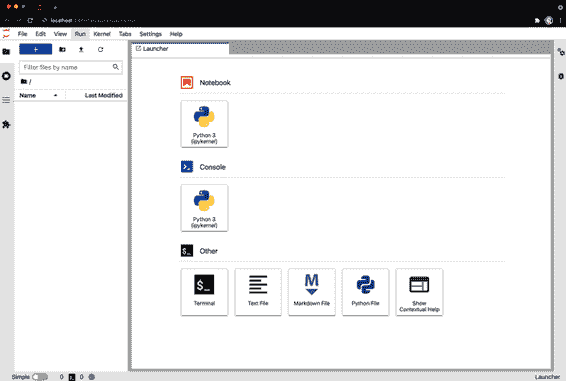 localhost
File Edit View Run Kernel Tabs Settings Help
+
Launcher
Filter files by name
/
Name Last Modified
Notebook
Python 3
(ipykernel)
Console
Python 3
(ipykernel)
$_ Other
$_
Terminal
Text File
M
Markdown File
Python File
Show
Contextual Help
Simple 0 0 Launcher